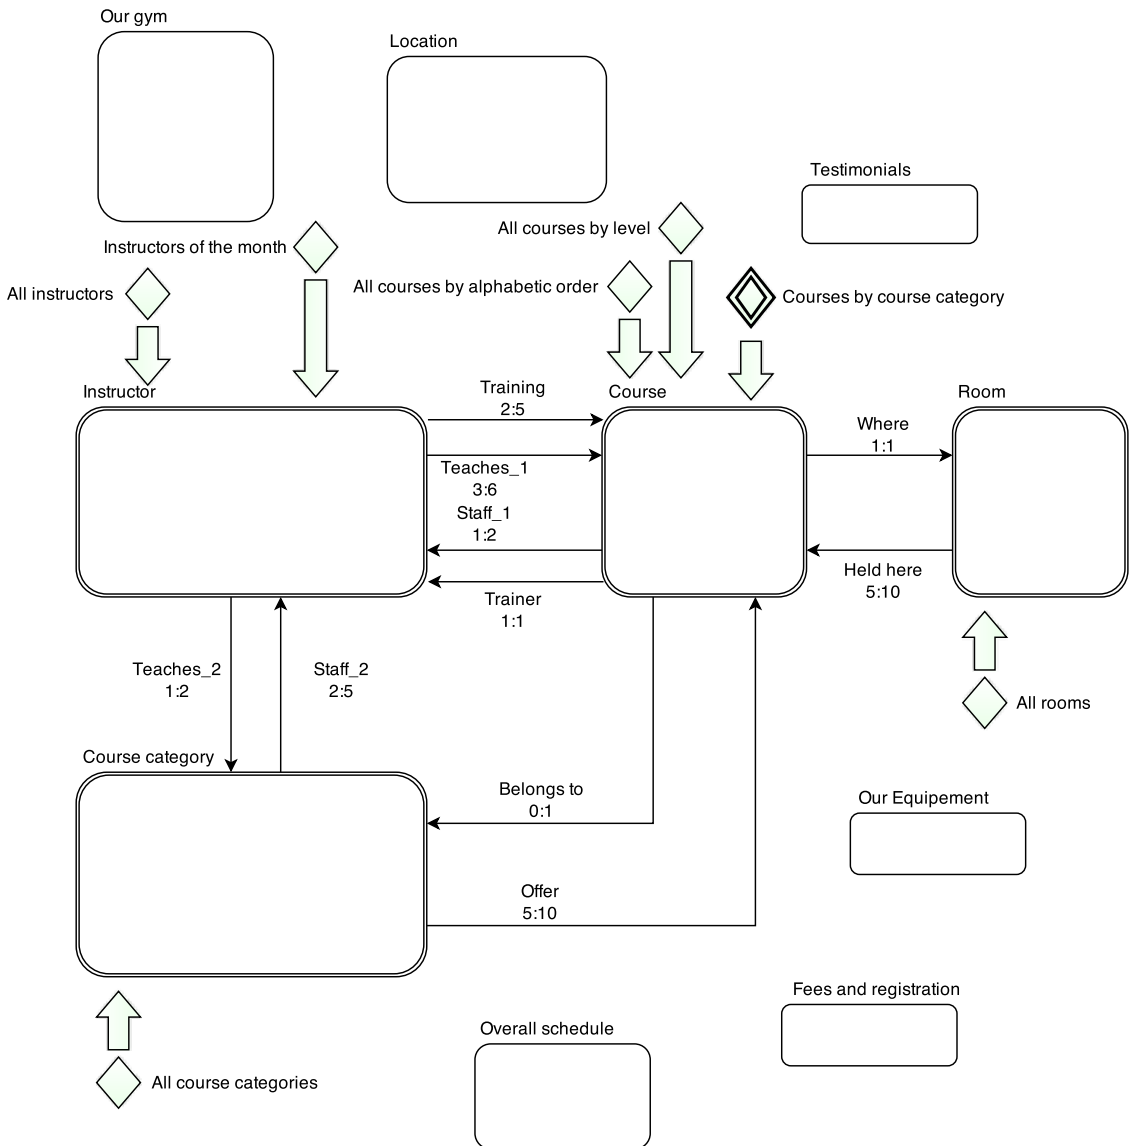 Our gym
Location
Testimonials
All courses by level
Instructors of the month
All courses by alphabetic order
All instructors
Courses by course category
Instructor
Training
2:5
Course
Room
Where
1:1
Teaches_1
3:6
Staff_1
1:2
Held here
5:10
Trainer
1:1
Teaches_2
1:2
Staff_2
2:5
All rooms
Course category
Belongs to
0:1
Our Equipement
Offer
5:10
Fees and registration
Overall schedule
All course categories